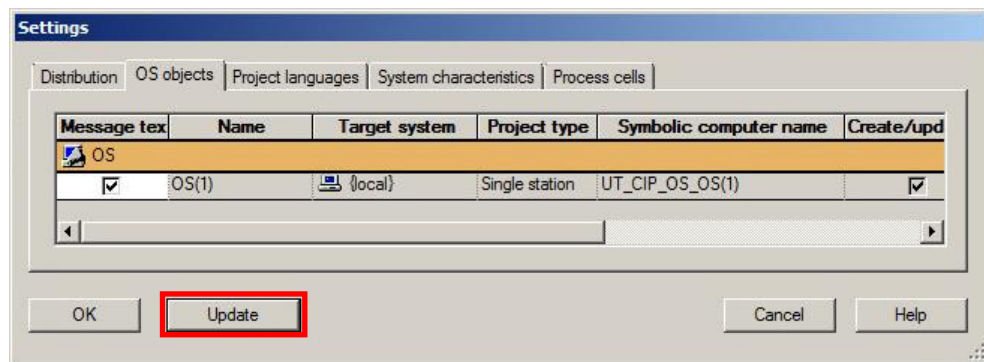 Settings
Distribution OS objects Project languages System characteristics Process cells
Message tex Name Target system Project type Symbolic computer name Create/upd
OS
OS(1) {local} Single station UT_CIP_OS_OS(1)
OK Update Cancel Help